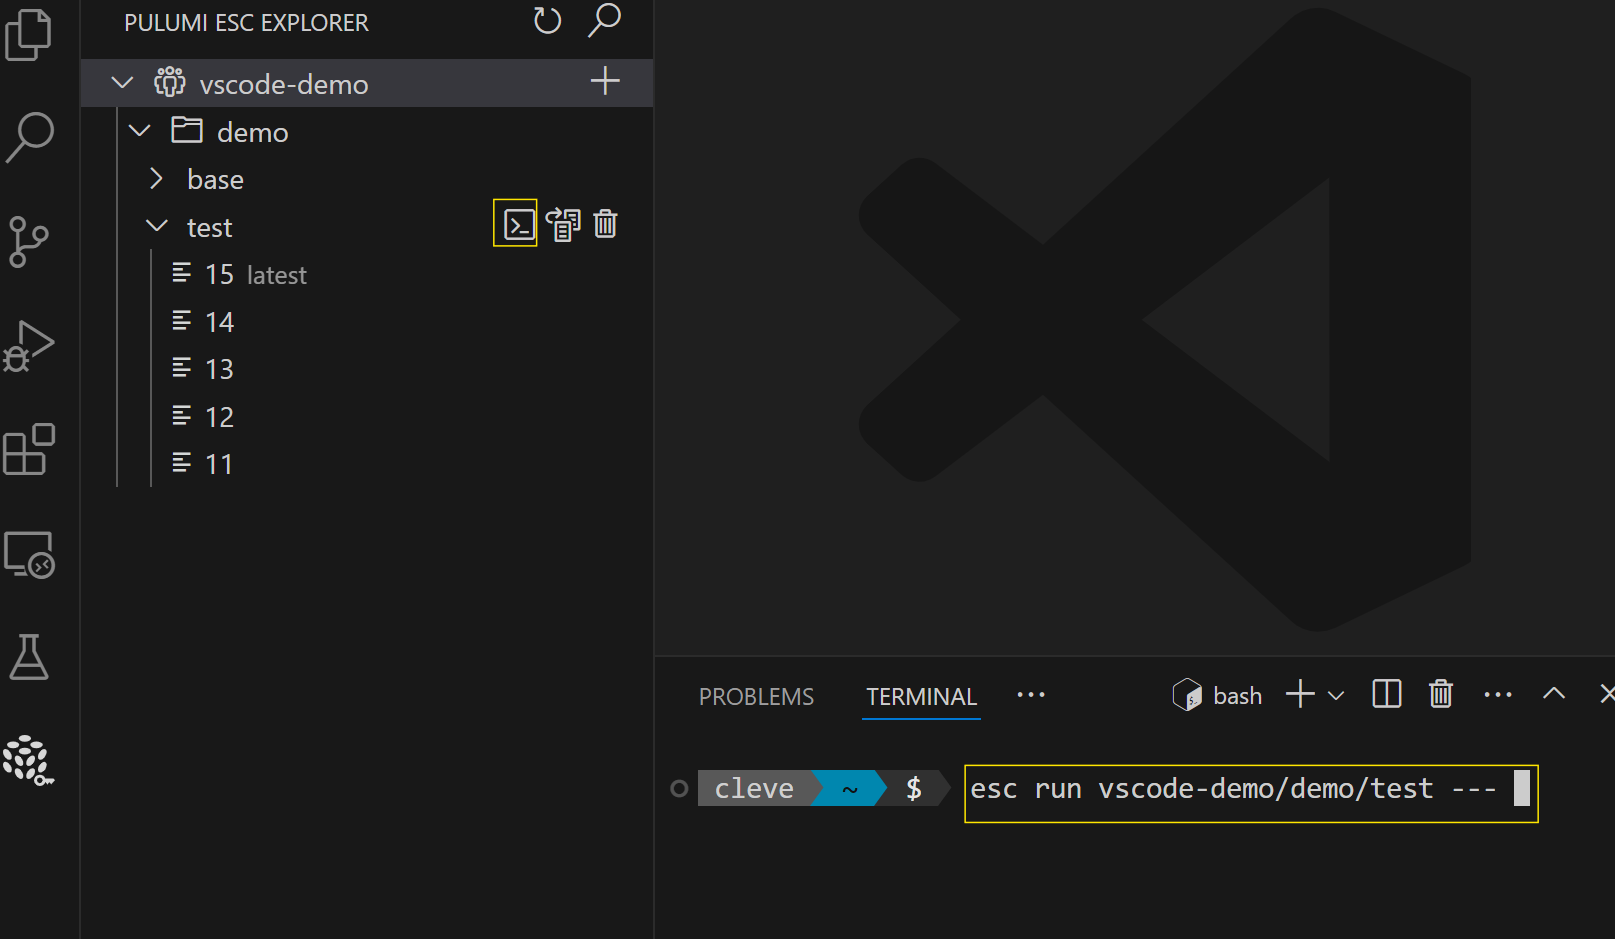 PULUMI ESC EXPLORER
vscode-demo
demo
base
test
15 latest
14
13
12
11
PROBLEMS TERMINAL ··· bash ···
cleve ~ $ esc run vscode-demo/demo/test ---